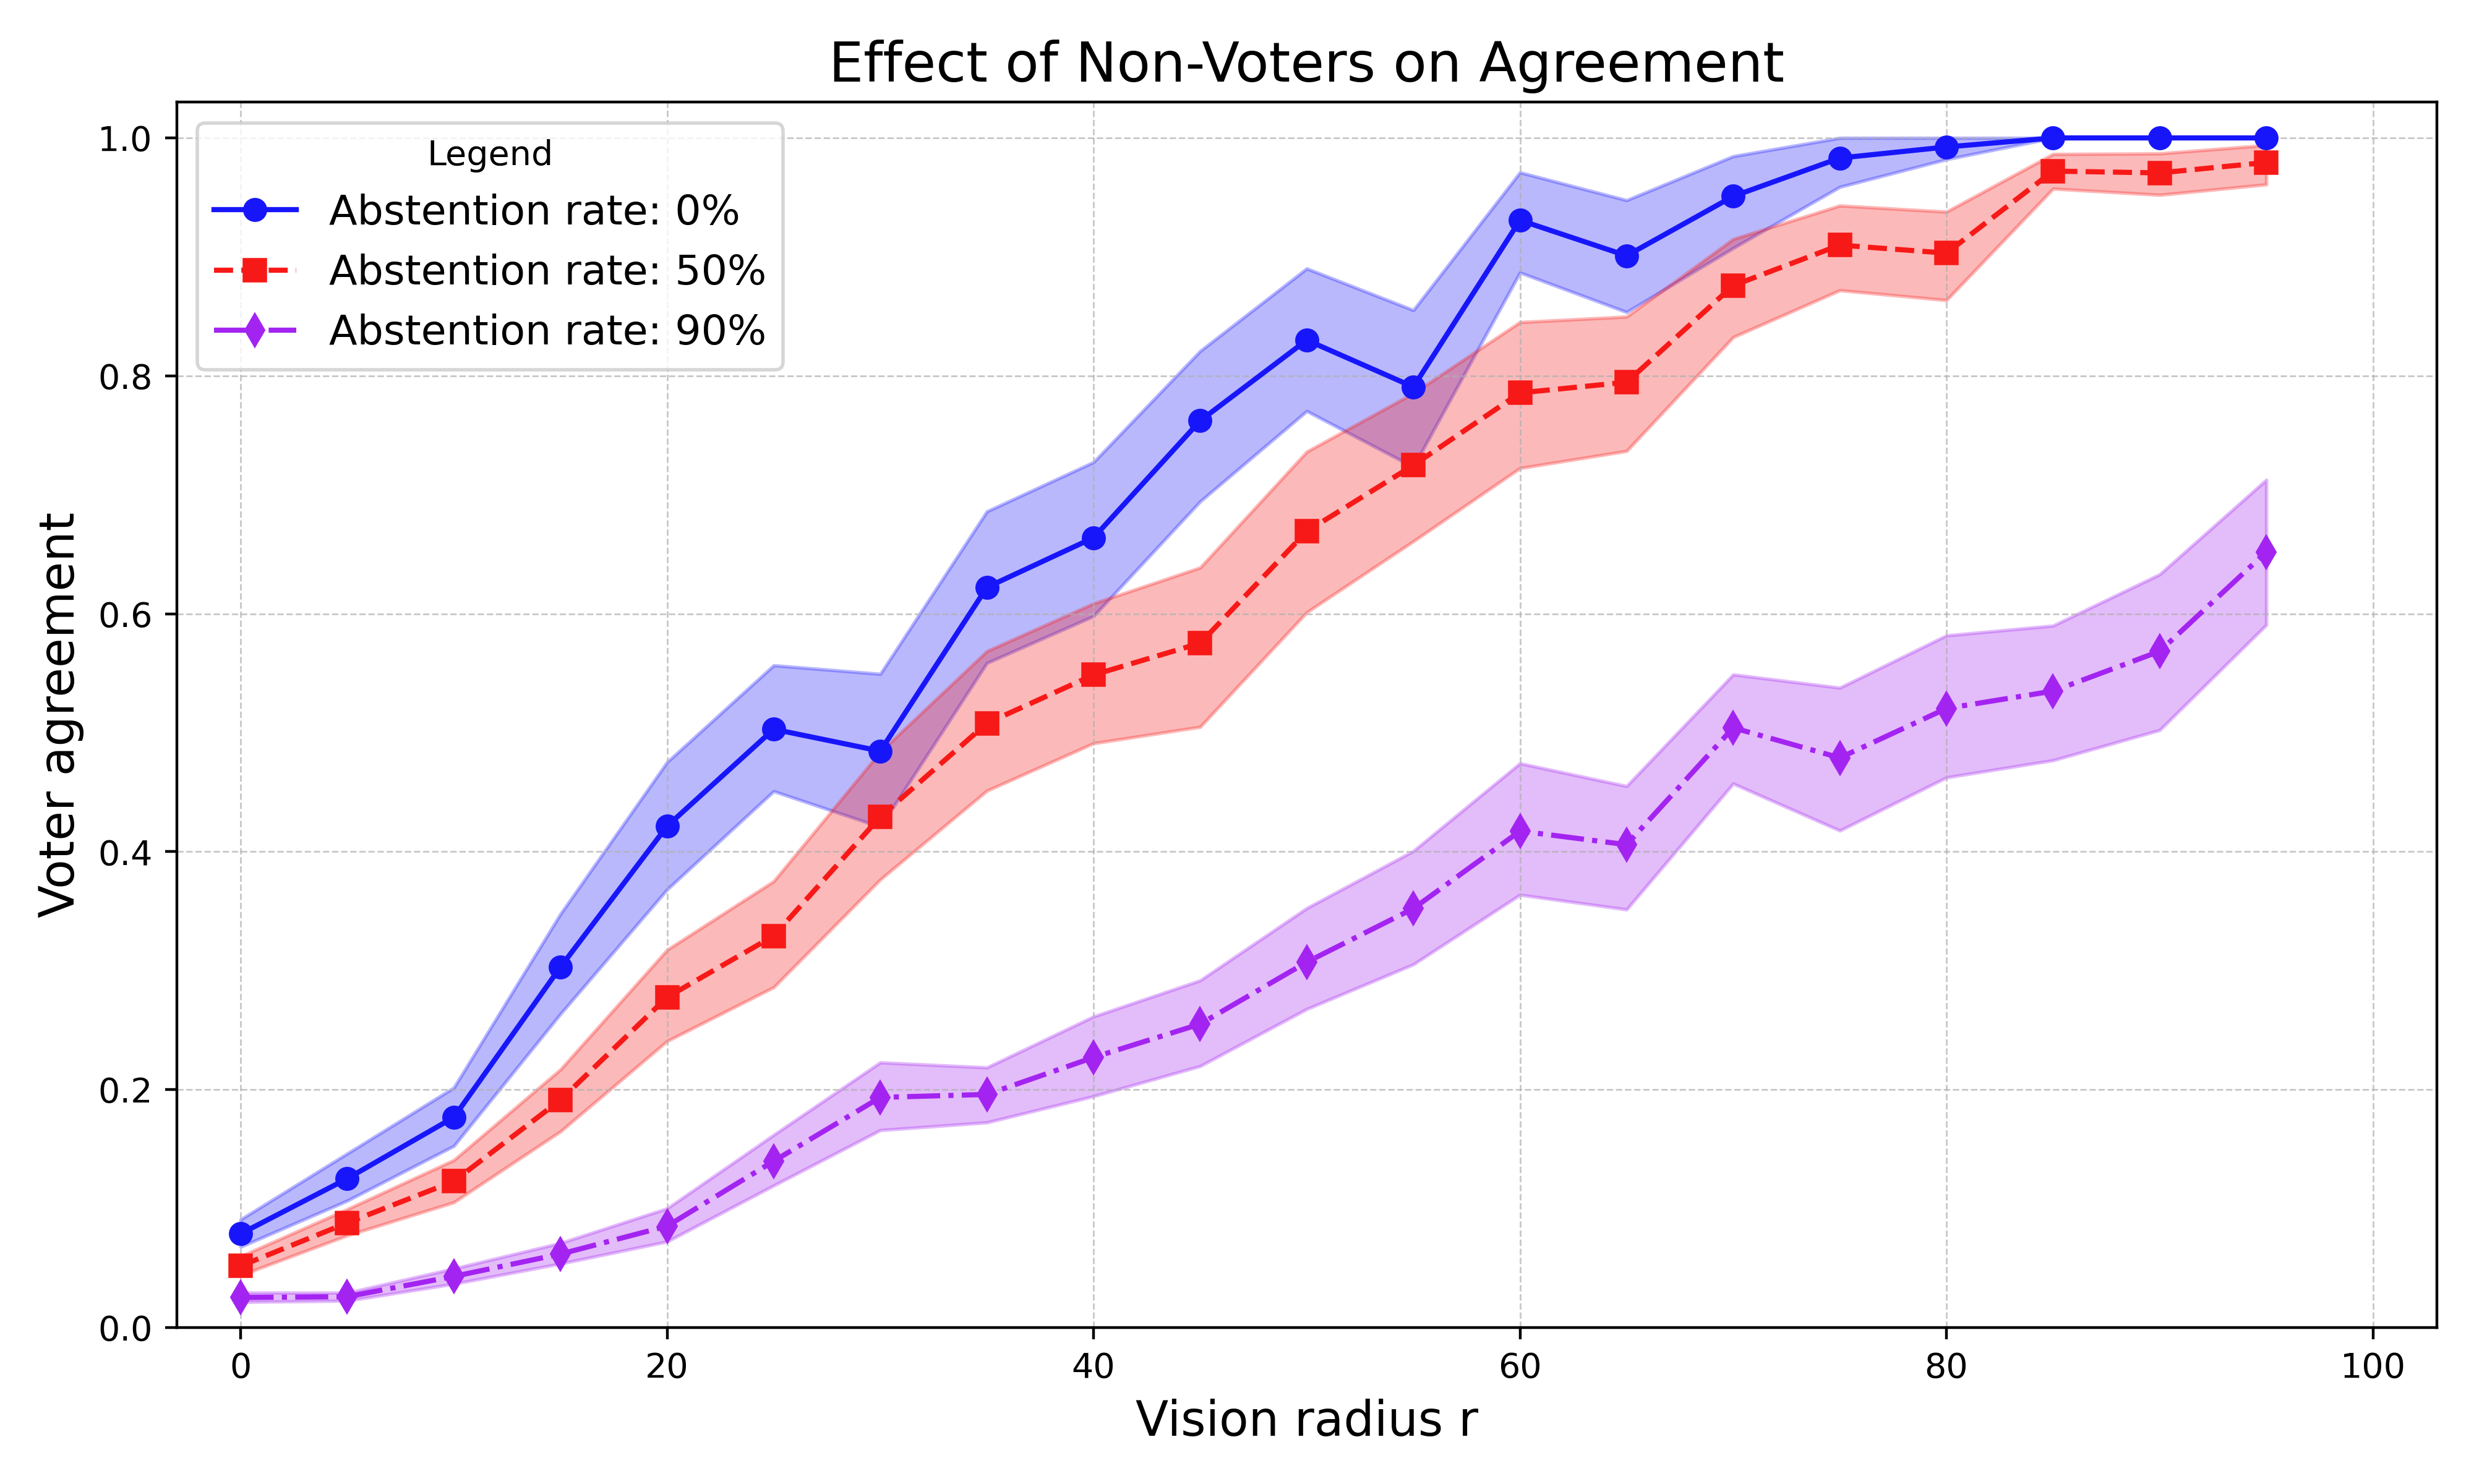 Effect of Non-Voters on Agreement
Legend
Abstention rate: 0%
Abstention rate: 50%
Abstention rate: 90%
Voter agreement
1.0
0.8
0.6
0.4
0.2
0.0
0 20 40 60 80 100
Vision radius r